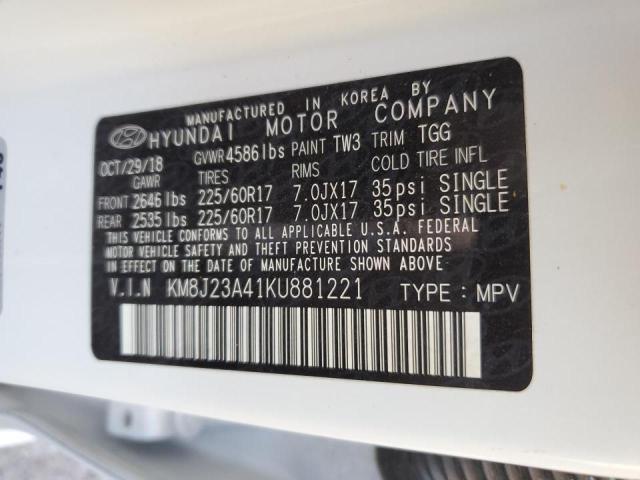 MANUFACTURED IN KOREA BY
HYUNDAI MOTOR COMPANY
OCT/29/18 GVWR 4586lbs PAINT TW3 TRIM TGG
GAWR TIRES RIMS COLD TIRE INFL
FRONT 2646 lbs 225/60R17 7.0JX17 35psi SINGLE
REAR 2535 lbs 225/60R17 7.0JX17 35psi SINGLE
THIS VEHICLE CONFORMS TO ALL APPLICABLE U.S.A. FEDERAL
MOTOR VEHICLE SAFETY AND THEFT PREVENTION STANDARDS
IN EFFECT ON THE DATE OF MANUFACTURE SHOWN ABOVE.
V.I.N KM8J23A41KU881221 TYPE : MPV